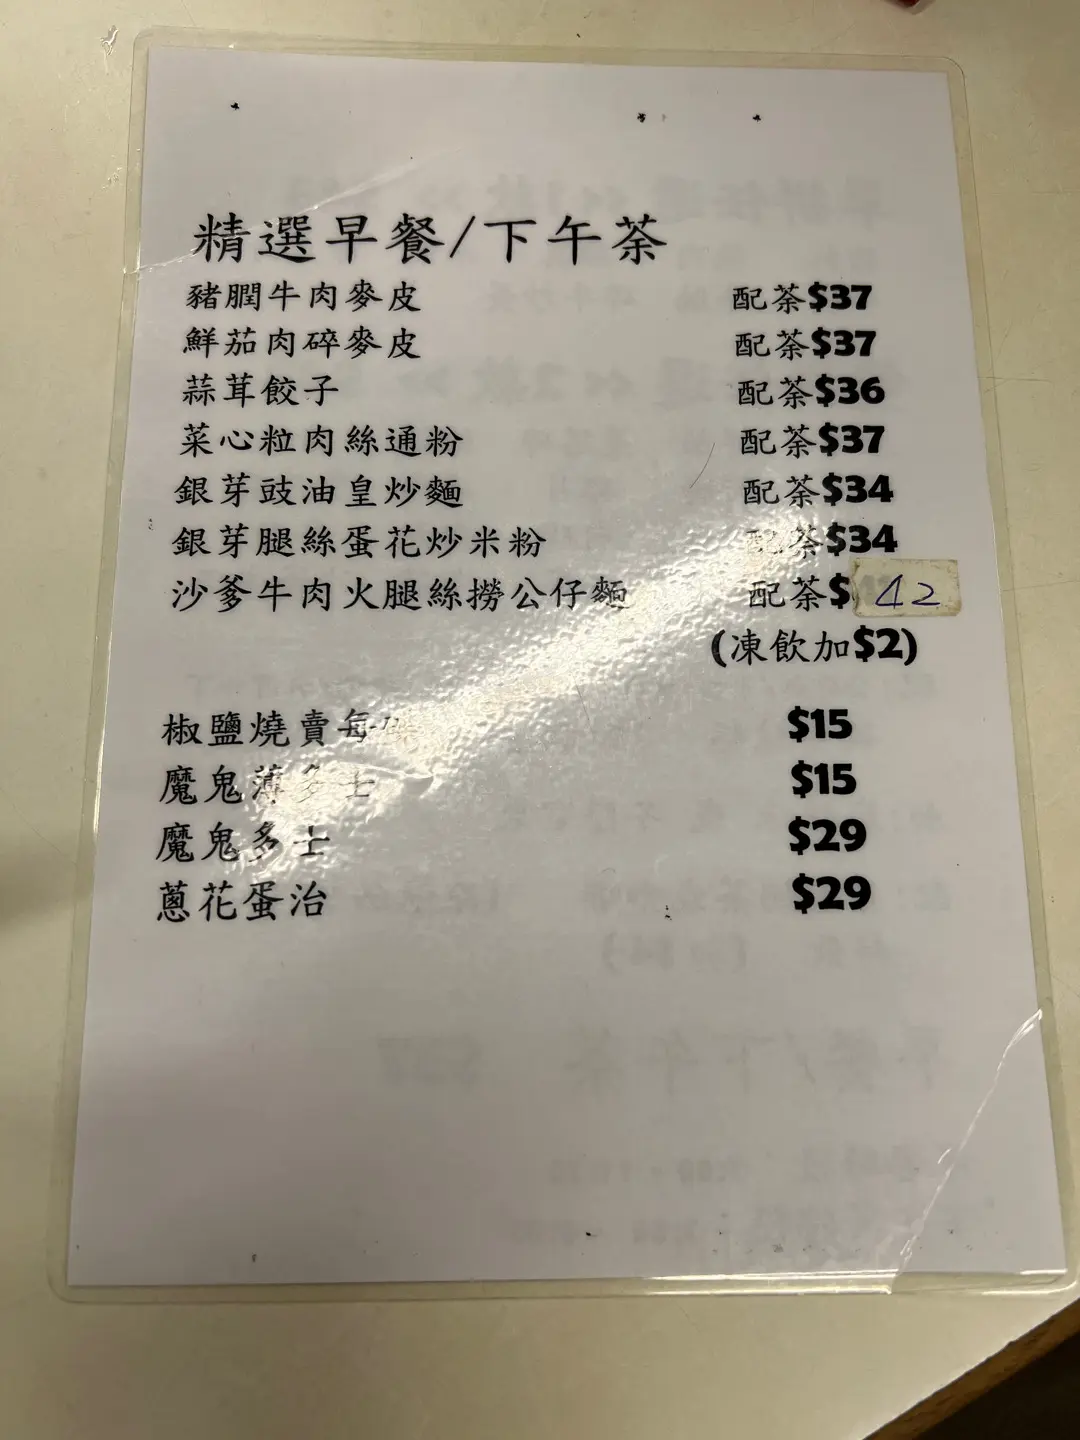 精選早餐/下午茶
豬膶牛肉麥皮 配茶$37
鮮茄肉碎麥皮 配茶$37
蒜茸餃子 配茶$36
菜心粒肉絲通粉 配茶$37
銀芽豉油皇炒麵 配茶$34
銀芽腿絲蛋花炒米粉 配茶$34
沙爹牛肉火腿絲撈公仔麵 配茶$42
(凍飲加$2)
椒鹽燒賣每 $15
魔鬼薄多士 $15
魔鬼多士 $29
蔥花蛋治 $29